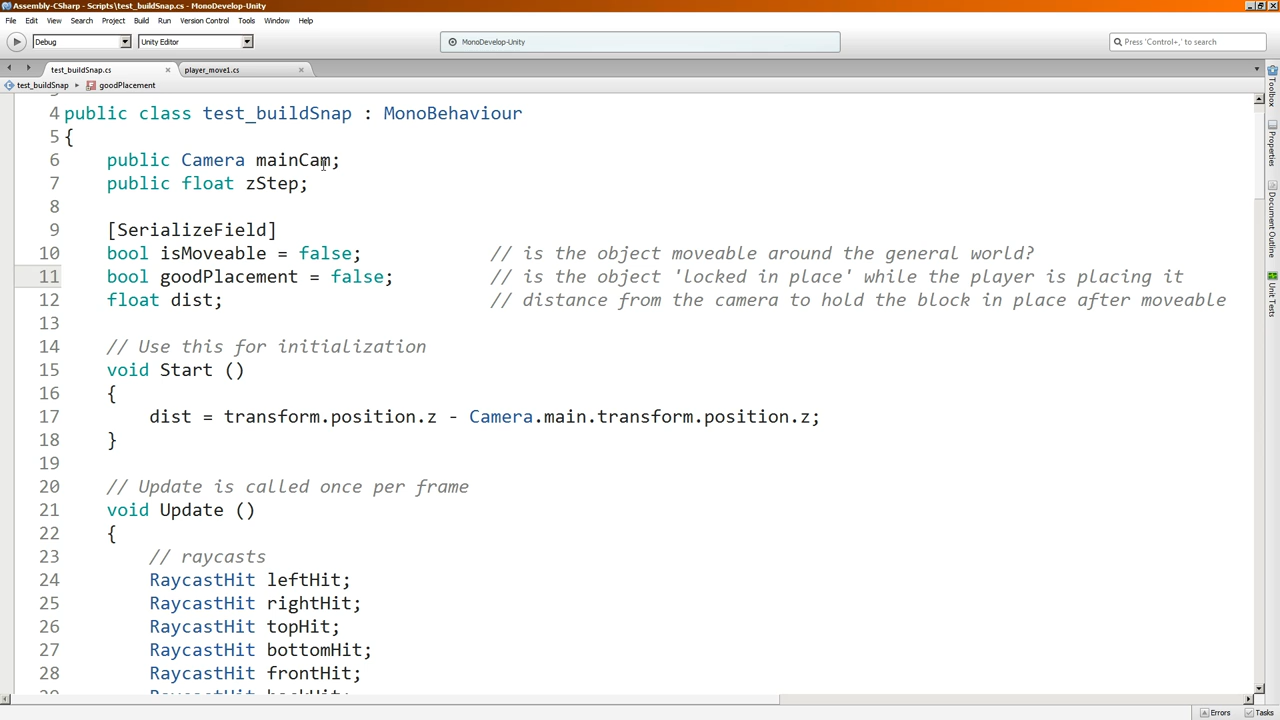 Assembly-CSharp - Scripts\test_buildSnap.cs - MonoDevelop-Unity
File Edit View Search Project Build Run Version Control Tools Window Help
Debug Unity Editor MonoDevelop-Unity Press 'Control+,' to search
test_buildSnap.cs player_move1.cs
test_buildSnap goodPlacement
4 public class test_buildSnap : MonoBehaviour
5 {
6 public Camera mainCam;
7 public float zStep;
8
9 [SerializeField]
10 bool isMoveable = false; // is the object moveable around the general world?
11 bool goodPlacement = false; // is the object 'locked in place' while the player is placing it
12 float dist; // distance from the camera to hold the block in place after moveable
13
14 // Use this for initialization
15 void Start ()
16 {
17 dist = transform.position.z - Camera.main.transform.position.z;
18 }
19
20 // Update is called once per frame
21 void Update ()
22 {
23 // raycasts
24 RaycastHit leftHit;
25 RaycastHit rightHit;
26 RaycastHit topHit;
27 RaycastHit bottomHit;
28 RaycastHit frontHit;
Toolbox
Properties
Document Outline
Unit Tests
Errors Tasks